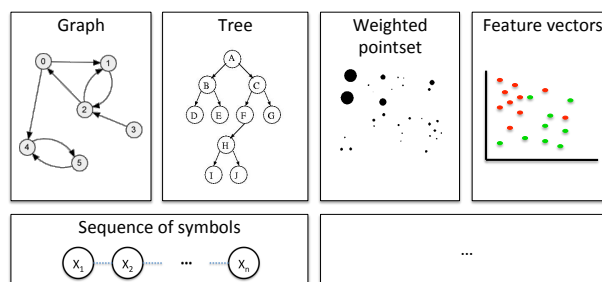 Graph
Tree
Weighted
pointset
Feature vectors
0
1
2
3
4
5
A
B
C
D
E
F
G
H
I
J
Sequence of symbols
X1
X2
...
Xn
...